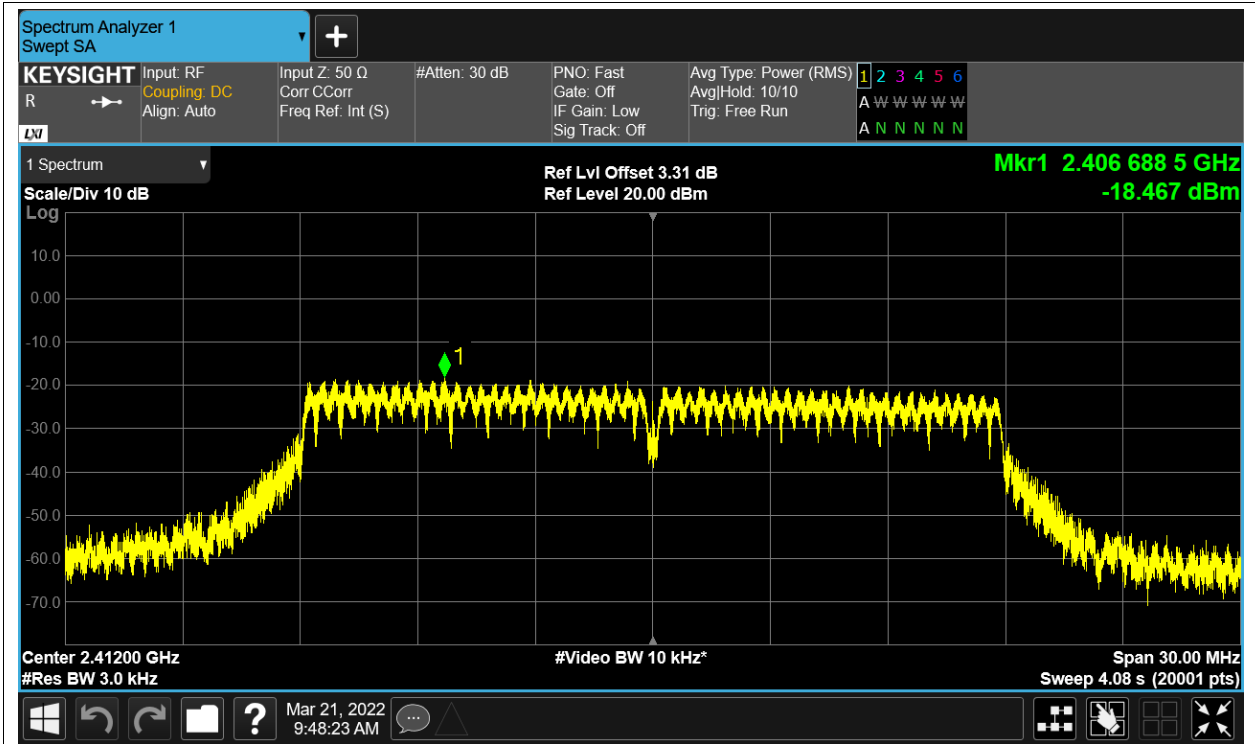 Spectrum Analyzer 1
Swept SA
KEYSIGHT
R
LXI
Input: RF
Coupling: DC
Align: Auto
Input Z: 50 Ω
Corr CCorr
Freq Ref: Int (S)
#Atten: 30 dB
PNO: Fast
Gate: Off
IF Gain: Low
Sig Track: Off
Avg Type: Power (RMS)
Avg|Hold: 10/10
Trig: Free Run
1 2 3 4 5 6
A W W W W W
A N N N N N
1 Spectrum
Scale/Div 10 dB
Log
Ref Lvl Offset 3.31 dB
Ref Level 20.00 dBm
Mkr1 2.406 688 5 GHz
-18.467 dBm
10.0
0.00
-10.0
1
-20.0
-30.0
-40.0
-50.0
-60.0
-70.0
Center 2.41200 GHz
#Video BW 10 kHz*
Span 30.00 MHz
#Res BW 3.0 kHz
Sweep 4.08 s (20001 pts)
?
Mar 21, 2022
9:48:23 AM